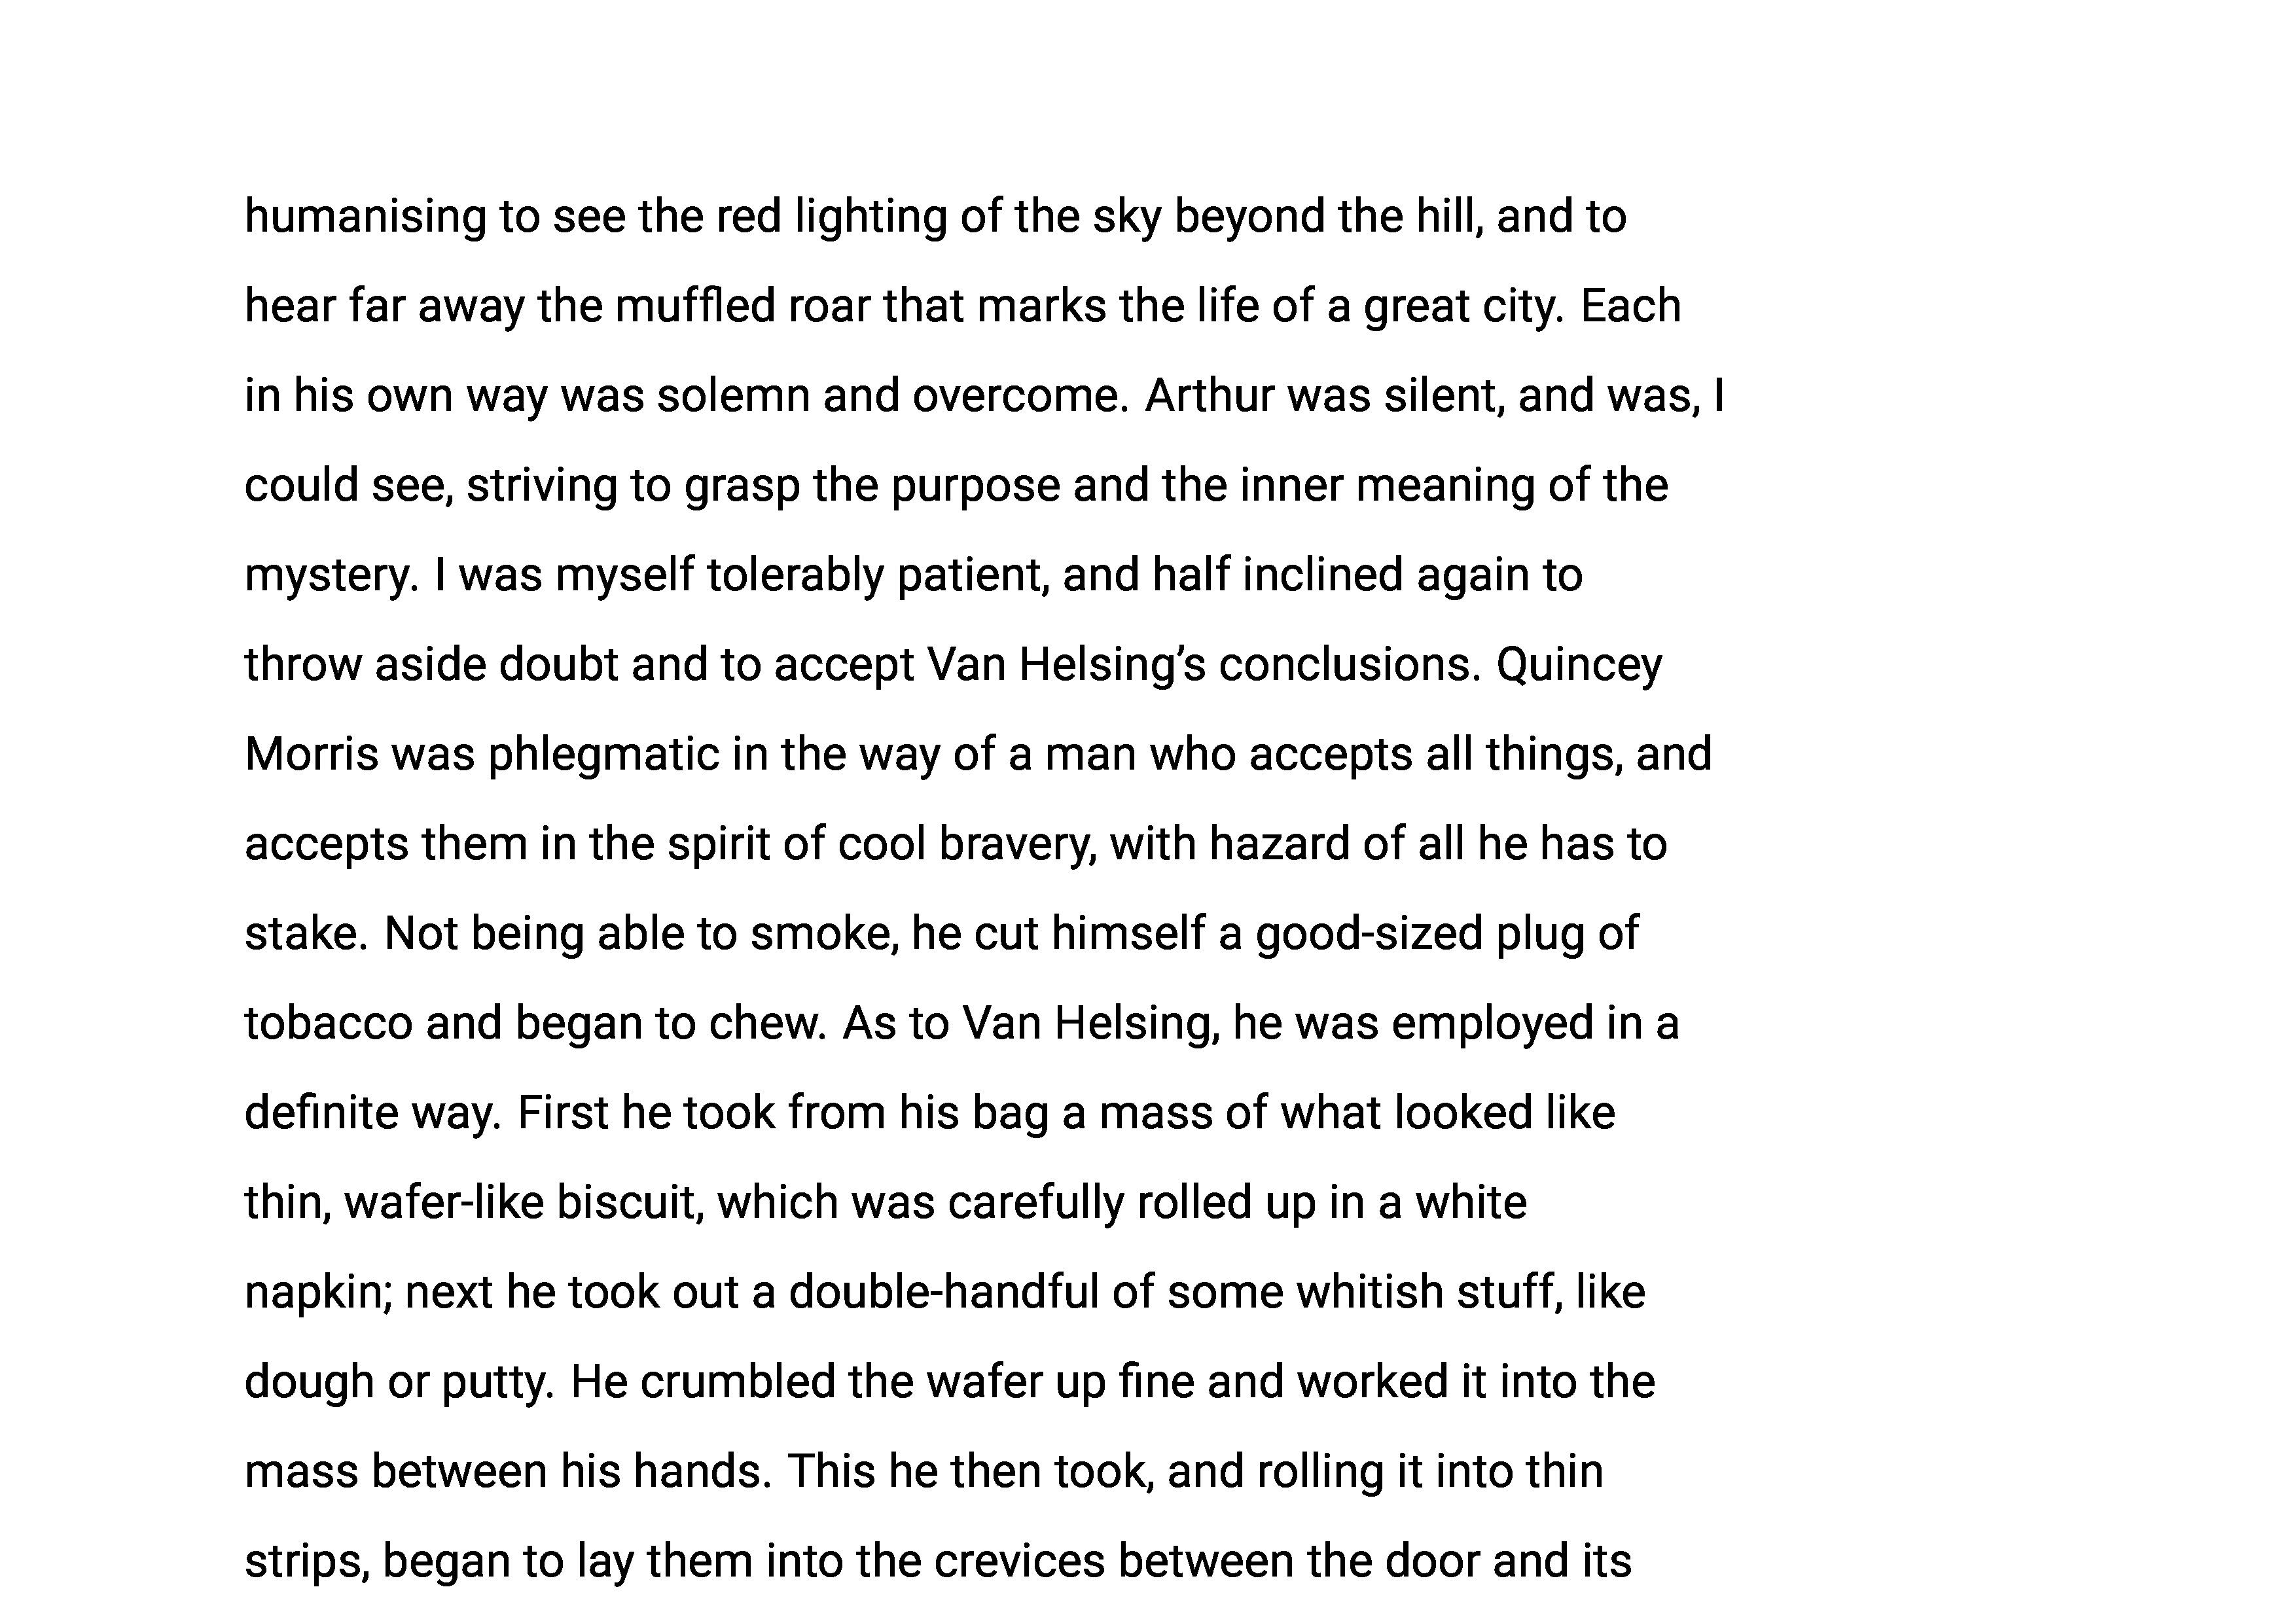 humanising to see the red lighting of the sky beyond the hill, and to
hear far away the muffled roar that marks the life of a great city. Each
in his own way was solemn and overcome. Arthur was silent, and was, I
could see, striving to grasp the purpose and the inner meaning of the
mystery. I was myself tolerably patient, and half inclined again to
throw aside doubt and to accept Van Helsing’s conclusions. Quincey
Morris was phlegmatic in the way of a man who accepts all things, and
accepts them in the spirit of cool bravery, with hazard of all he has to
stake. Not being able to smoke, he cut himself a good-sized plug of
tobacco and began to chew. As to Van Helsing, he was employed in a
definite way. First he took from his bag a mass of what looked like
thin, wafer-like biscuit, which was carefully rolled up in a white
napkin; next he took out a double-handful of some whitish stuff, like
dough or putty. He crumbled the wafer up fine and worked it into the
mass between his hands. This he then took, and rolling it into thin
strips, began to lay them into the crevices between the door and its